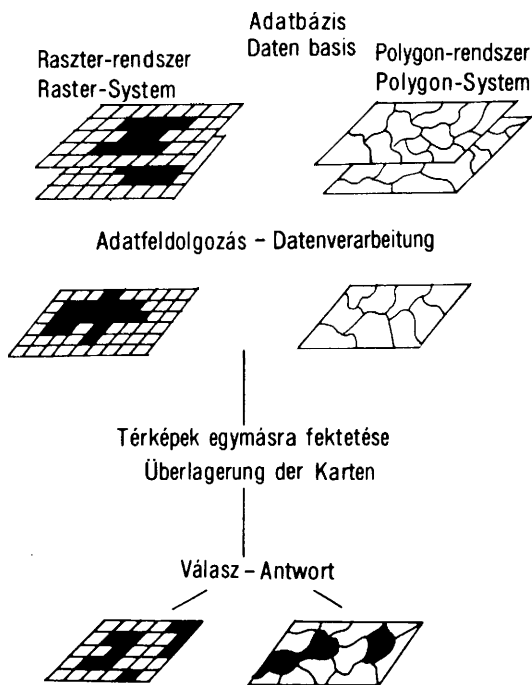 Adatbázis
Daten basis
Raszter-rendszer
Raster-System
Polygon-rendszer
Polygon-System
Adatfeldolgozás – Datenverarbeitung
Térképek egymásra fektetése
Überlagerung der Karten
Válasz – Antwort